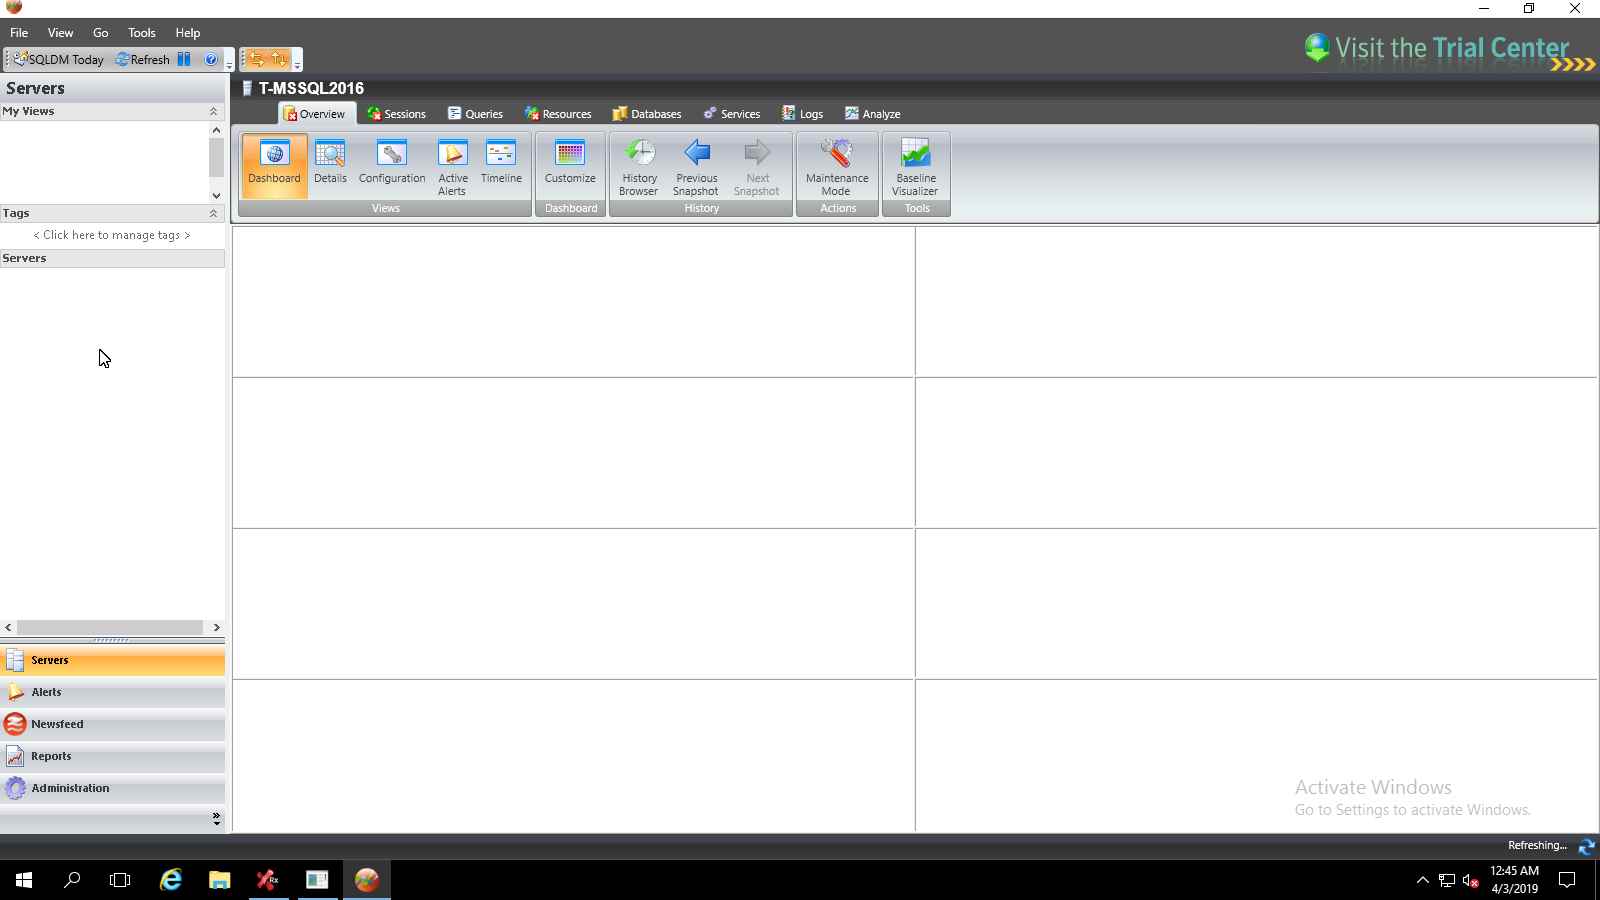 File View Go Tools Help
Visit the Trial Center
SQLDM Today Refresh
Servers
T-MSSQL2016
My Views
Overview Sessions Queries Resources Databases Services Logs Analyze
Dashboard Details Configuration Active Alerts Timeline Customize History Browser Previous Snapshot Next Snapshot Maintenance Mode Baseline Visualizer
Views Dashboard History Actions Tools
Tags
< Click here to manage tags >
Servers
Servers
Alerts
Newsfeed
Reports
Administration
Activate Windows
Go to Settings to activate Windows.
Refreshing...
Rx
12:45 AM
4/3/2019